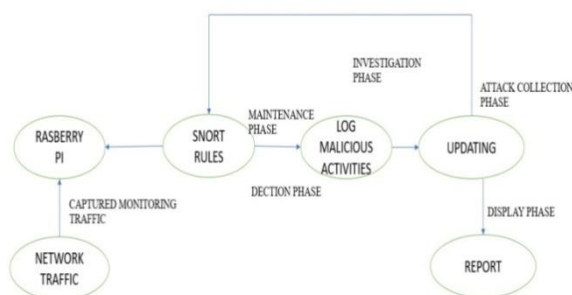 INVESTIGATION
PHASE
ATTACK COLLECTION
PHASE
MAINTENANCE
PHASE
RASBERRY
PI
SNORT
RULES
LOG
MALICIOUS
ACTIVITIES
UPDATING
DECTION PHASE
CAPTURED MONITORING
TRAFFIC
DISPLAY PHASE
NETWORK
TRAFFIC
REPORT